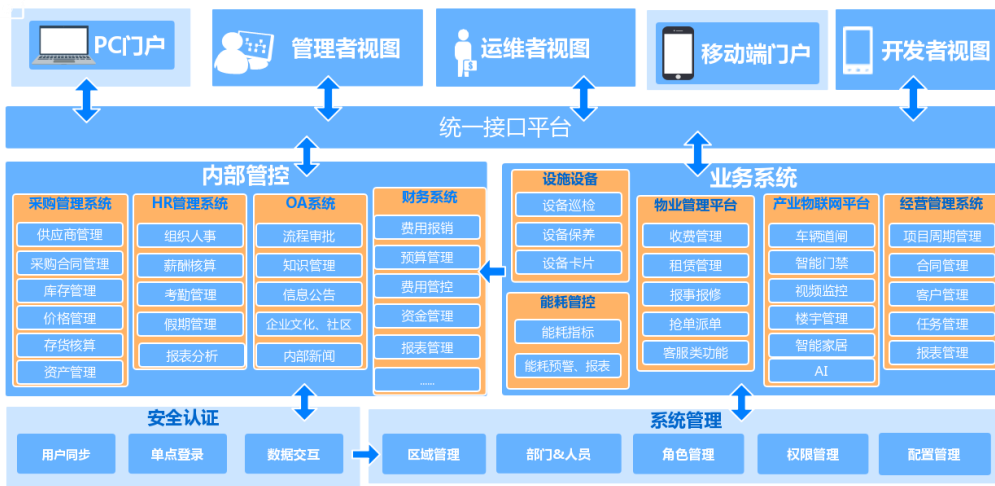 PC门户
管理者视图
运维者视图
移动端门户
开发者视图
统一接口平台
内部管控
采购管理系统
供应商管理
采购合同管理
库存管理
价格管理
存货核算
资产管理
HR管理系统
组织人事
薪酬核算
考勤管理
假期管理
报表分析
OA系统
流程审批
知识管理
信息公告
企业文化、社区
内部新闻
财务系统
费用报销
预算管理
费用管控
资金管理
报表管理
......
业务系统
设施设备
设备巡检
设备保养
设备卡片
能耗管控
能耗指标
能耗预警、报表
物业管理平台
收费管理
租赁管理
报事报修
抢单派单
客服类功能
产业物联网平台
车辆道闸
智能门禁
视频监控
楼宇管理
智能家居
AI
经营管理系统
项目周期管理
合同管理
客户管理
任务管理
报表管理
安全认证
用户同步
单点登录
数据交互
系统管理
区域管理
部门&人员
角色管理
权限管理
配置管理